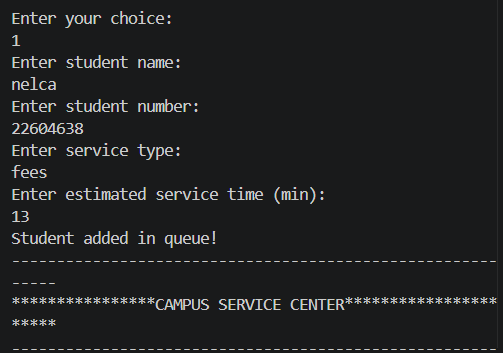 Enter your choice:
1
Enter student name:
nelca
Enter student number:
22604638
Enter service type:
fees
Enter estimated service time (min):
13
Student added in queue!
------------------------------------------------------
-----
****************CAMPUS SERVICE CENTER*****************
*****
------------------------------------------------------